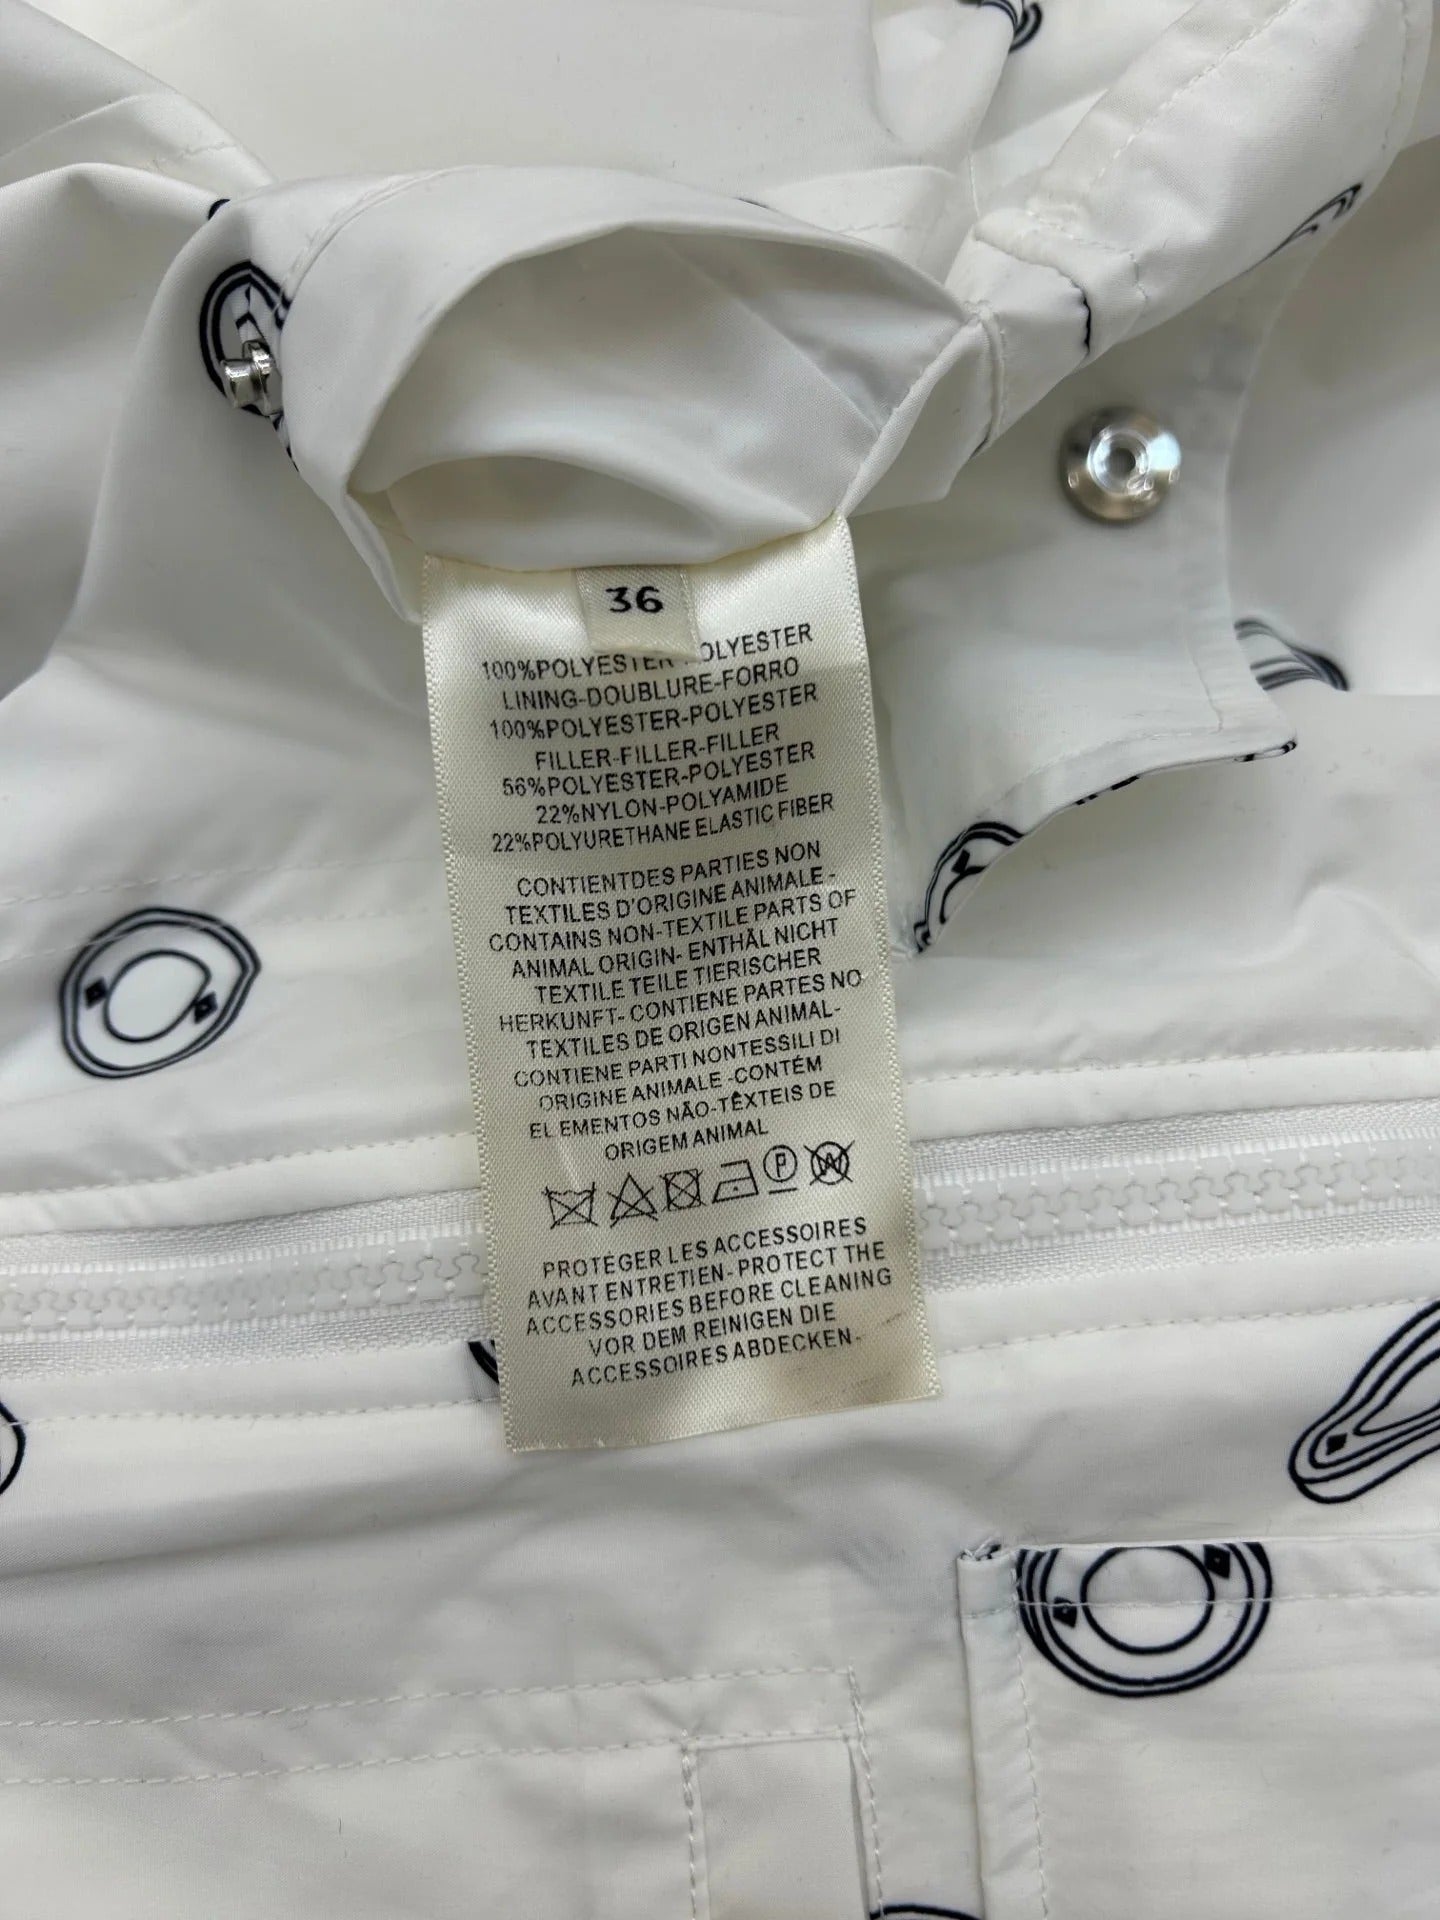 36
100%POLYESTER-POLYESTER
LINING-DOUBLURE-FORRO
100%POLYESTER-POLYESTER
FILLER-FILLER-FILLER
56%POLYESTER-POLYESTER
22%NYLON-POLYAMIDE
22%POLYURETHANE ELASTIC FIBER
CONTIENTDES PARTIES NON
TEXTILES D'ORIGINE ANIMALE -
CONTAINS NON-TEXTILE PARTS OF
ANIMAL ORIGIN- ENTHÄL NICHT
TEXTILE TEILE TIERISCHER
HERKUNFT- CONTIENE PARTES NO
TEXTILES DE ORIGEN ANIMAL-
CONTIENE PARTI NONTESSILI DI
ORIGINE ANIMALE -CONTÉM
ELEMENTOS NÃO-TÊXTEIS DE
ORIGEM ANIMAL
P W
PROTÉGER LES ACCESSOIRES
AVANT ENTRETIEN- PROTECT THE
ACCESSORIES BEFORE CLEANING
VOR DEM REINIGEN DIE
ACCESSOIRES ABDECKEN-